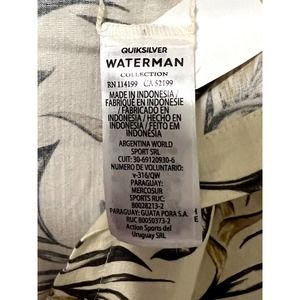 QUIKSILVER
WATERMAN
COLLECTION
RN 114199 CA 52199
MADE IN INDONESIA /
FABRIQUE EN INDONESIE
/ FABRICADO EN
INDONESIA / HECHO EN
INDONESIA / FEITO EM
INDONESIA
ARGENTINA WORLD
SPORT SRL
CUIT: 30-69120930-6
NUMERO DE VOLUNTARIO:
v-316/QW
PARAGUAY:
MERCOSUR
SPORTS RUC:
80028213-2
PARAGUAY: GUATA PORA S.A.
RUC 80050373-2
Action Sports del
Uruguay SRL